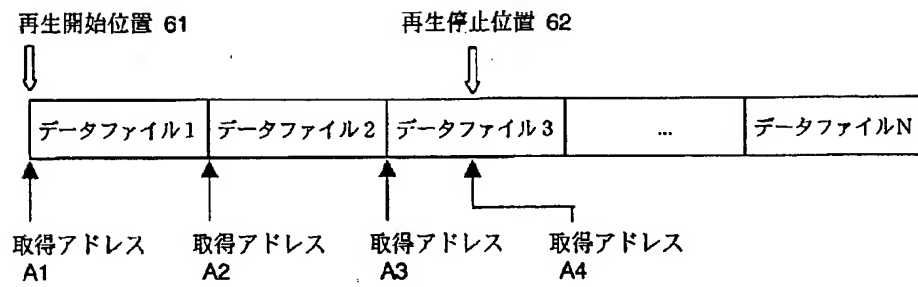 再生開始位置 61
再生停止位置 62
データファイル1
データファイル2
データファイル3
...
データファイルN
取得アドレス
A1
取得アドレス
A2
取得アドレス
A3
取得アドレス
A4